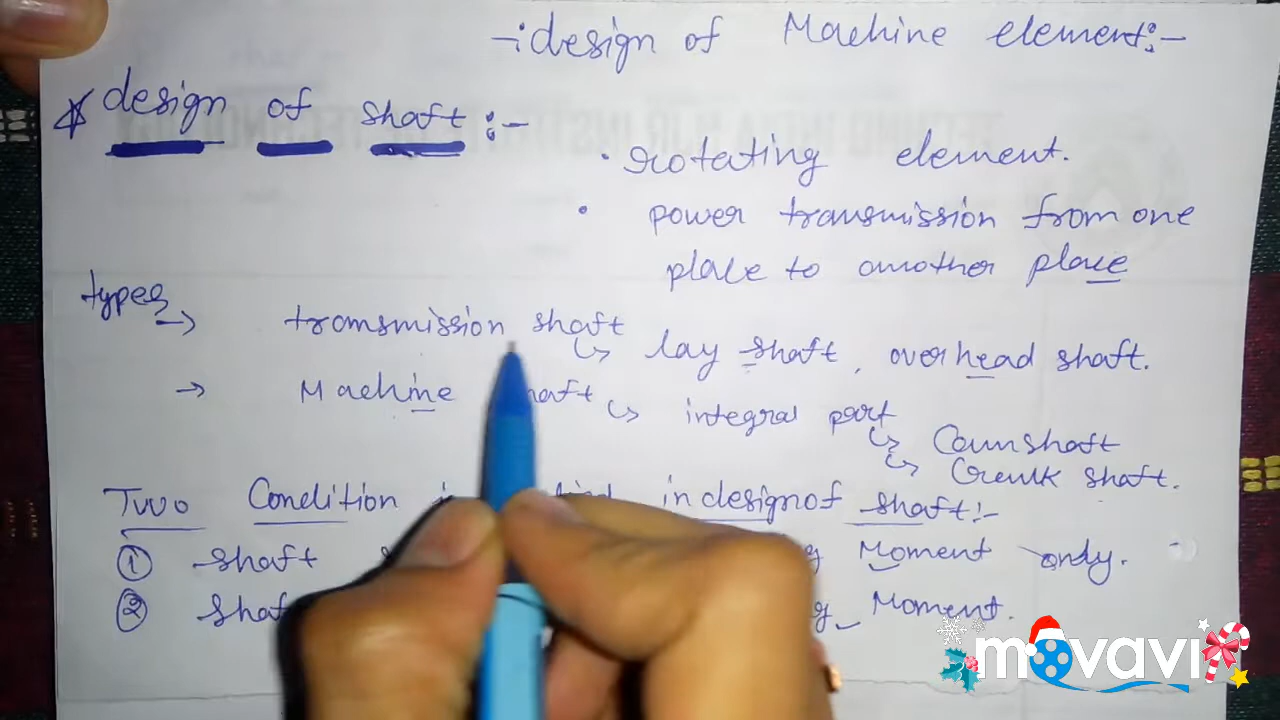 -: design of Machine element :-
design of shaft :-
• rotating element.
• power transmission from one
place to another place
types
→ transmission shaft
↳ lay shaft, overhead shaft.
→ Machine shaft ↳ integral part
↳ Camshaft
↳ Crank shaft.
Two Condition in design of shaft :-
① shaft Moment only.
② shaf Moment.
movavi